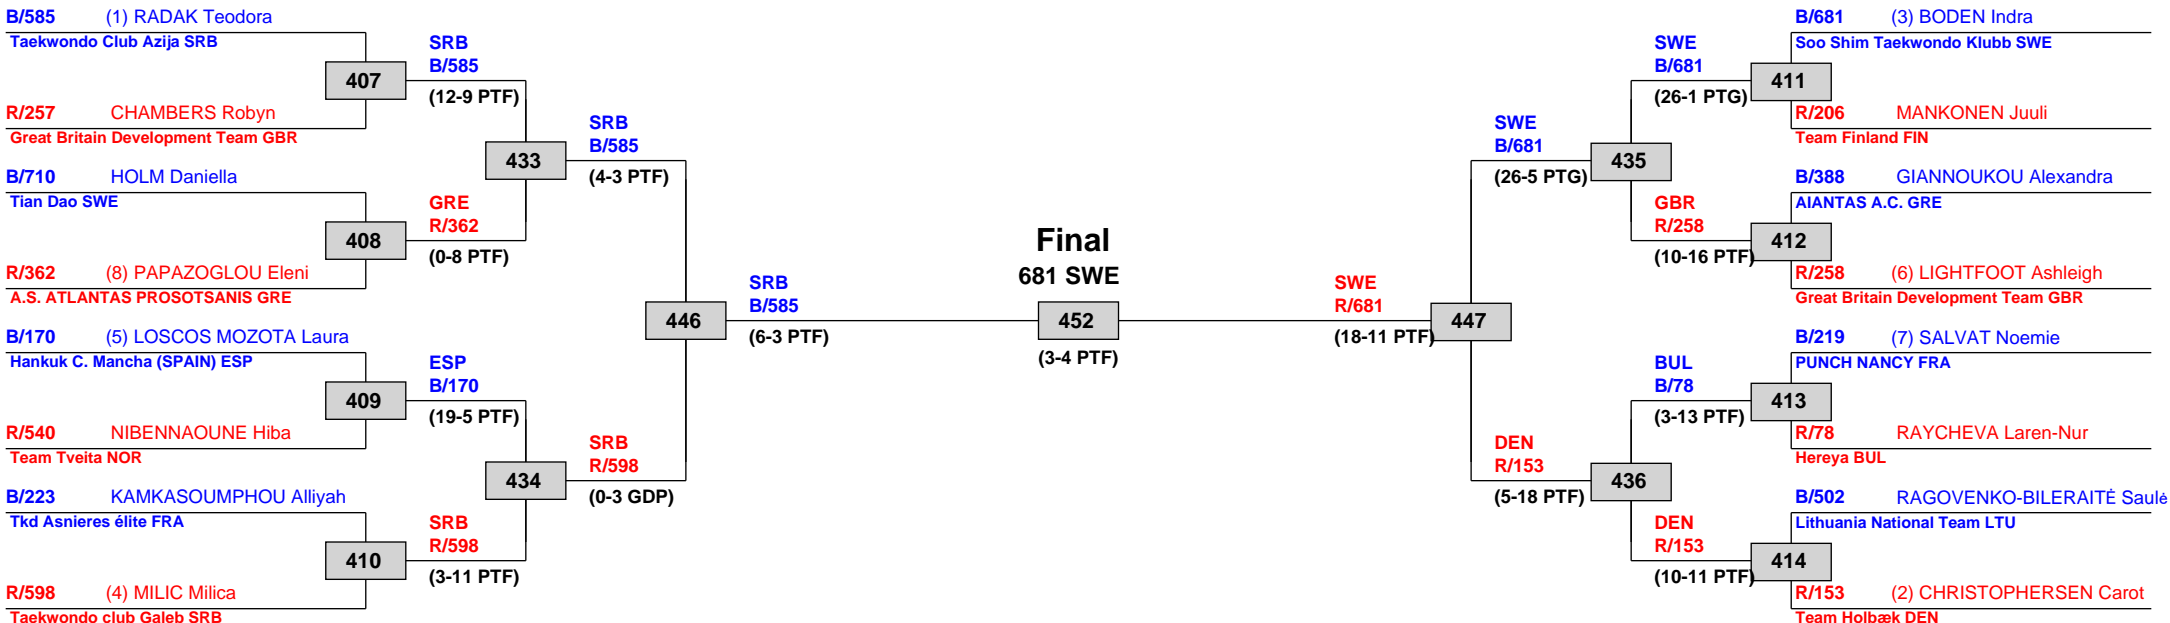 B/585 (1) RADAK Teodora
Taekwondo Club Azija SRB
R/257 CHAMBERS Robyn
Great Britain Development Team GBR
B/710 HOLM Daniella
Tian Dao SWE
R/362 (8) PAPAZOGLOU Eleni
A.S. ATLANTAS PROSOTSANIS GRE
B/170 (5) LOSCOS MOZOTA Laura
Hankuk C. Mancha (SPAIN) ESP
R/540 NIBENNAOUNE Hiba
Team Tveita NOR
B/223 KAMKASOUMPHOU Alliyah
Tkd Asnieres élite FRA
R/598 (4) MILIC Milica
Taekwondo club Galeb SRB
407
408
409
410
SRB
B/585
(12-9 PTF)
GRE
R/362
(0-8 PTF)
ESP
B/170
(19-5 PTF)
SRB
R/598
(3-11 PTF)
433
434
SRB
B/585
(4-3 PTF)
SRB
R/598
(0-3 GDP)
446
SRB
B/585
(6-3 PTF)
Final
681 SWE
452
(3-4 PTF)
SWE
R/681
(18-11 PTF)
447
SWE
B/681
(26-5 PTG)
DEN
R/153
(5-18 PTF)
435
436
SWE
B/681
(26-1 PTG)
GBR
R/258
(10-16 PTF)
BUL
B/78
(3-13 PTF)
DEN
R/153
(10-11 PTF)
411
412
413
414
B/681 (3) BODEN Indra
Soo Shim Taekwondo Klubb SWE
R/206 MANKONEN Juuli
Team Finland FIN
B/388 GIANNOUKOU Alexandra
AIANTAS A.C. GRE
R/258 (6) LIGHTFOOT Ashleigh
Great Britain Development Team GBR
B/219 (7) SALVAT Noemie
PUNCH NANCY FRA
R/78 RAYCHEVA Laren-Nur
Hereya BUL
B/502 RAGOVENKO-BILERAITĖ Saulė
Lithuania National Team LTU
R/153 (2) CHRISTOPHERSEN Carot
Team Holbæk DEN